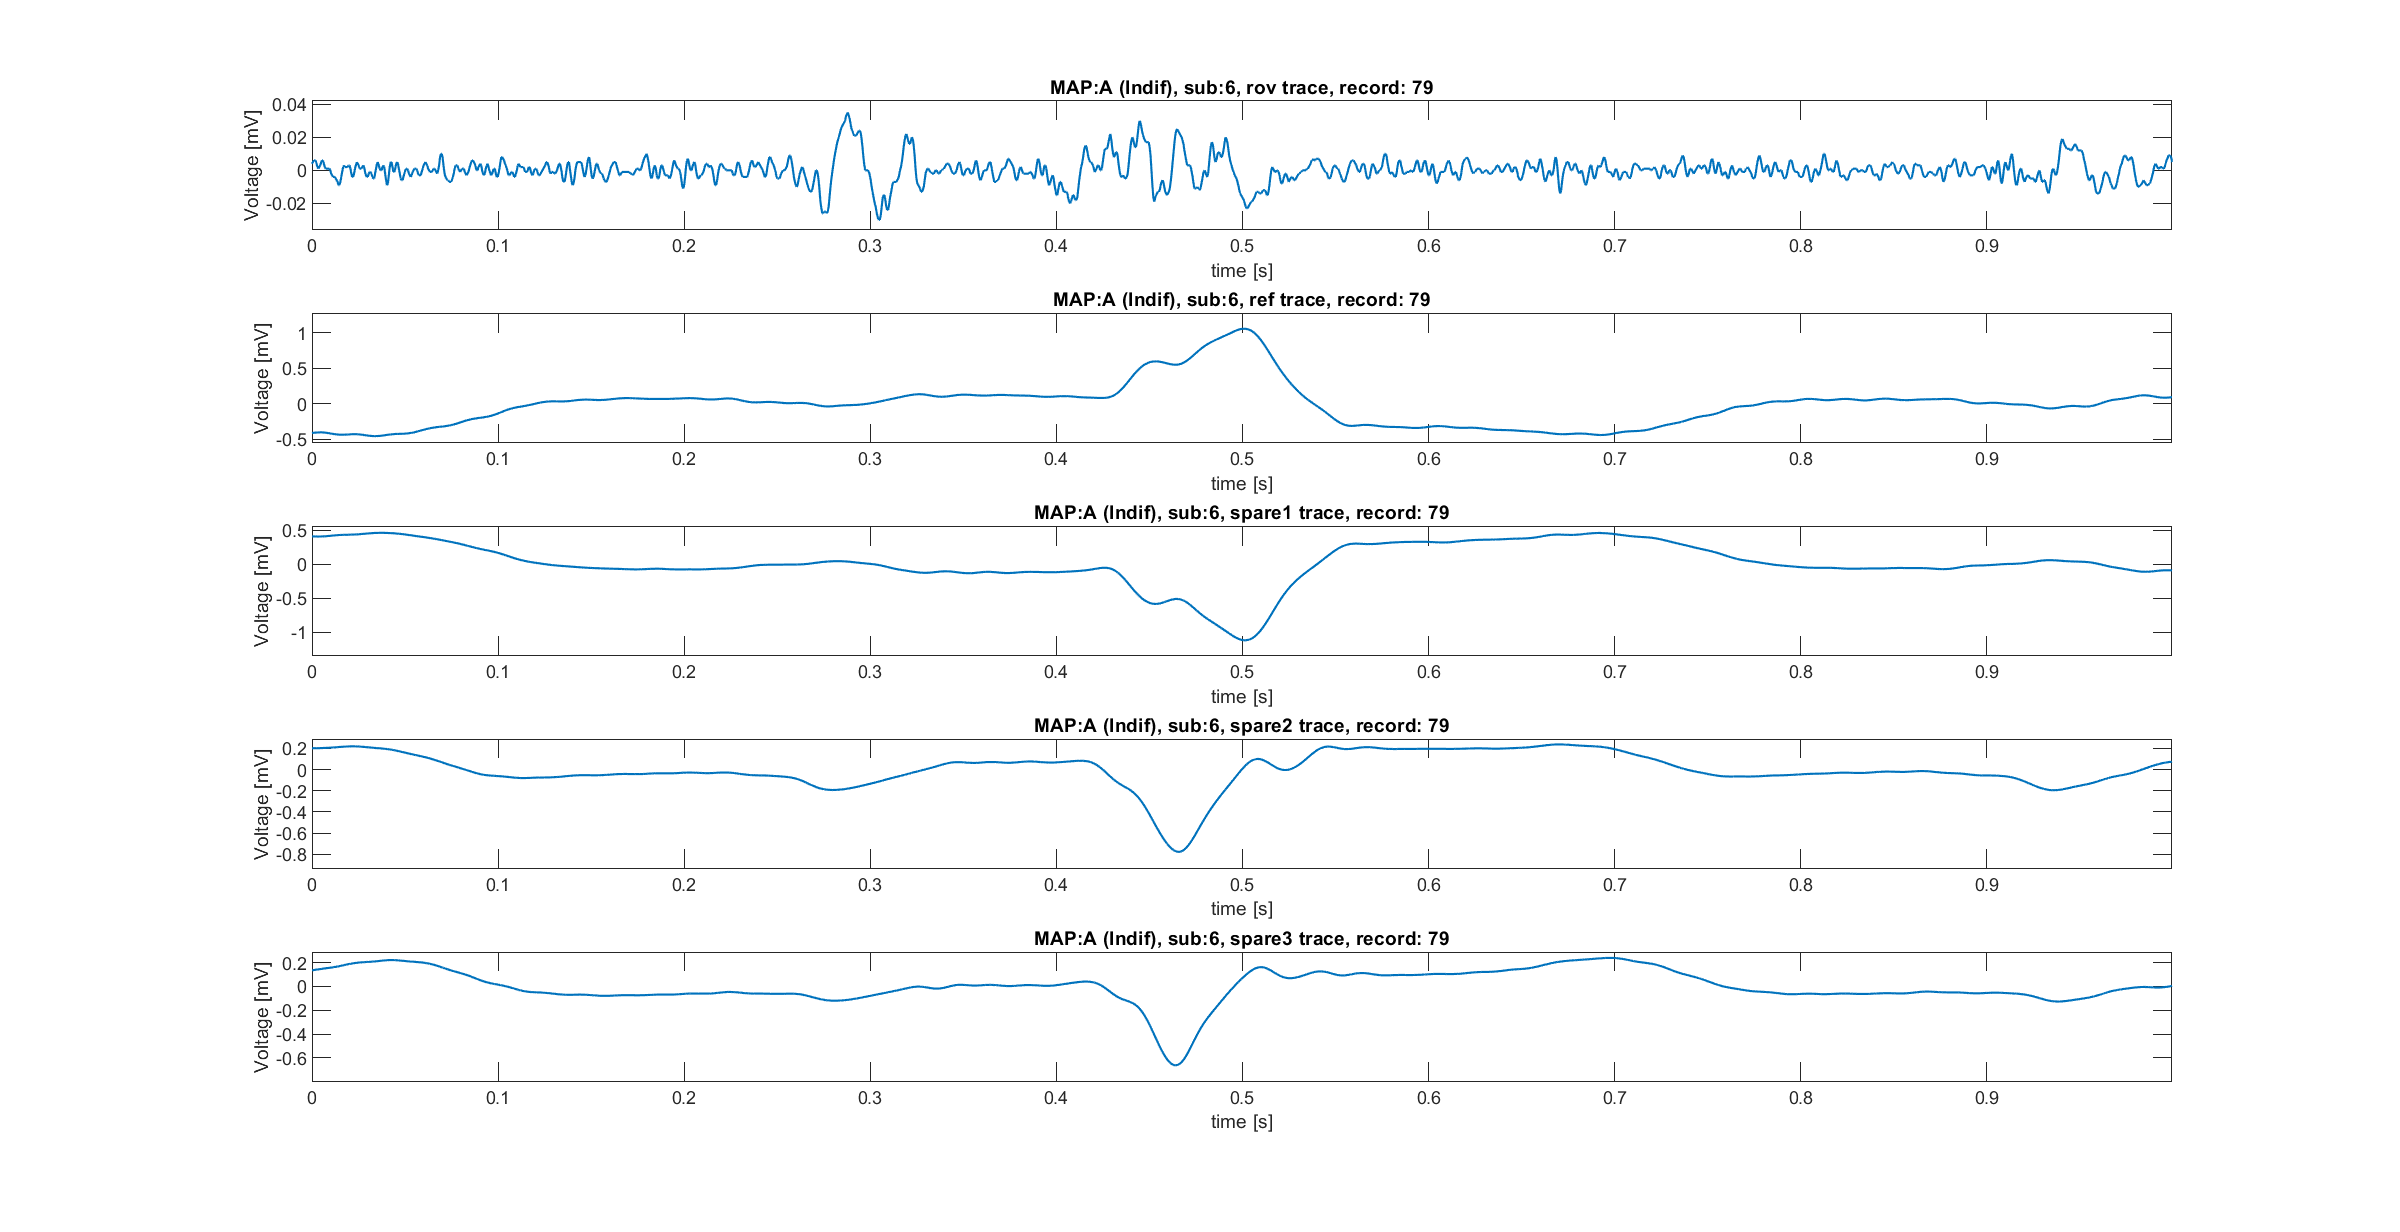 MAP:A (Indif), sub:6, rov trace, record: 79
Voltage [mV]
0.04
0.02
0
-0.02
0 0.1 0.2 0.3 0.4 0.5 0.6 0.7 0.8 0.9
time [s]
MAP:A (Indif), sub:6, ref trace, record: 79
Voltage [mV]
1
0.5
0
-0.5
0 0.1 0.2 0.3 0.4 0.5 0.6 0.7 0.8 0.9
time [s]
MAP:A (Indif), sub:6, spare1 trace, record: 79
Voltage [mV]
0.5
0
-0.5
-1
0 0.1 0.2 0.3 0.4 0.5 0.6 0.7 0.8 0.9
time [s]
MAP:A (Indif), sub:6, spare2 trace, record: 79
Voltage [mV]
0.2
0
-0.2
-0.4
-0.6
-0.8
0 0.1 0.2 0.3 0.4 0.5 0.6 0.7 0.8 0.9
time [s]
MAP:A (Indif), sub:6, spare3 trace, record: 79
Voltage [mV]
0.2
0
-0.2
-0.4
-0.6
0 0.1 0.2 0.3 0.4 0.5 0.6 0.7 0.8 0.9
time [s]